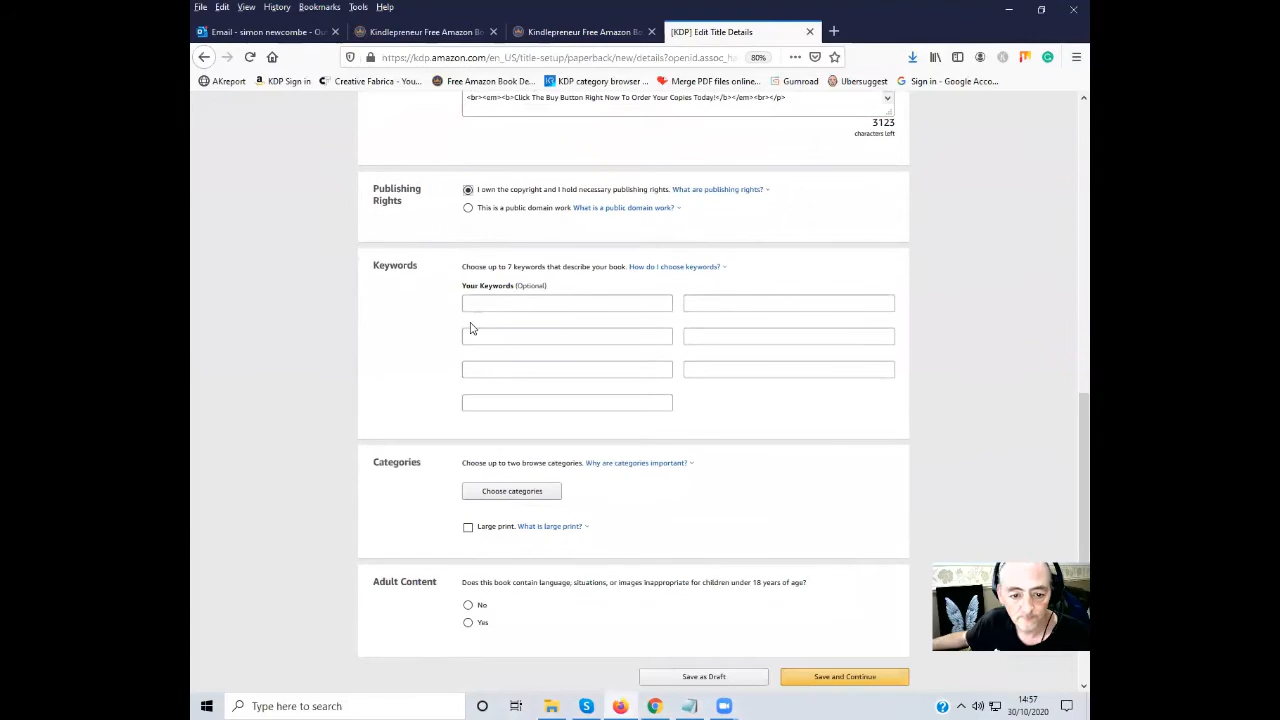 File Edit View History Bookmarks Tools Help
Email - simon newcombe - Ou
Kindlepreneur Free Amazon Bo
Kindlepreneur Free Amazon Bo
[KDP] Edit Title Details
https://kdp.amazon.com/en_US/title-setup/paperback/new/details?openid.assoc_ha
80%
AKreport KDP Sign in Creative Fabrica - You... Free Amazon Book De... KDP category browser ... Merge PDF files online... Gumroad Ubersuggest Sign in - Google Acco...
<br><em><b>Click The Buy Button Right Now To Order Your Copies Today!</b></em><br></p>
3123
characters left
Publishing Rights
I own the copyright and I hold necessary publishing rights. What are publishing rights?
This is a public domain work What is a public domain work?
Keywords
Choose up to 7 keywords that describe your book. How do I choose keywords?
Your Keywords (Optional)
Categories
Choose up to two browse categories. Why are categories important?
Choose categories
Large print. What is large print?
Adult Content
Does this book contain language, situations, or images inappropriate for children under 18 years of age?
No
Yes
Save as Draft
Save and Continue
Type here to search
14:57
30/10/2020